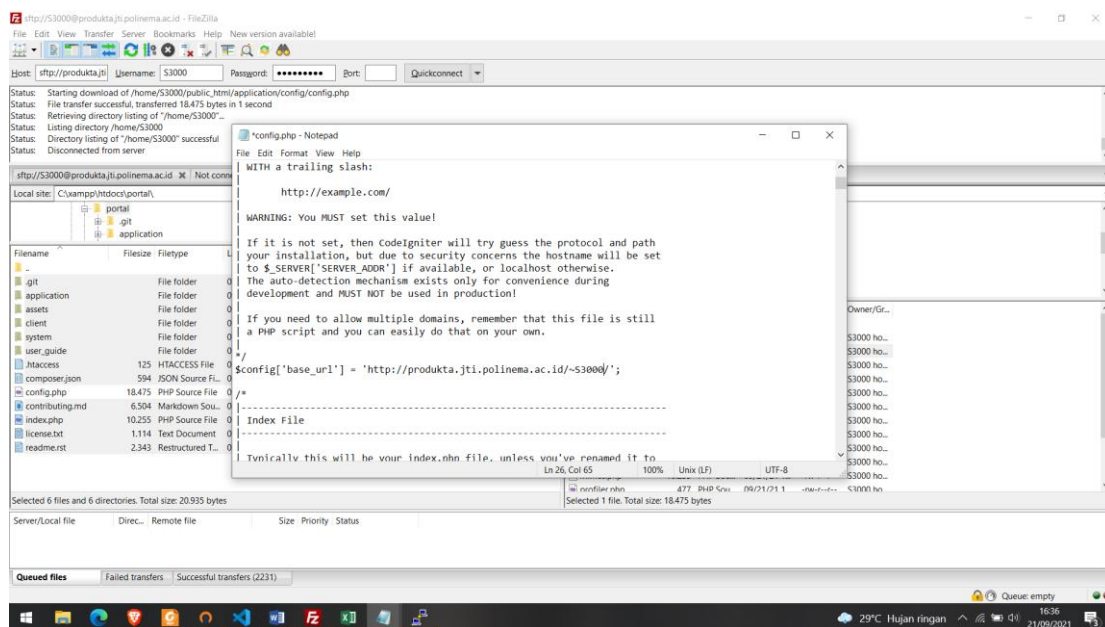 sftp://S3000@produkta.jti.polinema.ac.id - FileZilla
File Edit View Transfer Server Bookmarks Help New version available!
Host: sftp://produkta.jti Username: S3000 Password: ●●●●●●●●● Port: Quickconnect
Status: Starting download of /home/S3000/public_html/application/config/config.php
Status: File transfer successful, transferred 18.475 bytes in 1 second
Status: Retrieving directory listing of "/home/S3000"...
Status: Listing directory /home/S3000
Status: Directory listing of "/home/S3000" successful
Status: Disconnected from server
sftp://S3000@produkta.jti.polinema.ac.id Not conn
Local site: C:\xampp\htdocs\portal\
portal
.git
application
Filename Filesize Filetype L
..
.git File folder 0
application File folder 0
assets File folder 0
client File folder 0
system File folder 0
user_guide File folder 0
.htaccess 125 HTACCESS File 0
composer.json 594 JSON Source Fi... 0
config.php 18.475 PHP Source File 0
contributing.md 6.504 Markdown Sou... 0
index.php 10.255 PHP Source File 0
license.txt 1.114 Text Document 0
readme.rst 2.343 Restructured T... 0
Selected 6 files and 6 directories. Total size: 20.935 bytes
*config.php - Notepad
File Edit Format View Help
| WITH a trailing slash:
|
| http://example.com/
|
| WARNING: You MUST set this value!
|
| If it is not set, then CodeIgniter will try guess the protocol and path
| your installation, but due to security concerns the hostname will be set
| to $_SERVER['SERVER_ADDR'] if available, or localhost otherwise.
| The auto-detection mechanism exists only for convenience during
| development and MUST NOT be used in production!
|
| If you need to allow multiple domains, remember that this file is still
| a PHP script and you can easily do that on your own.
|
*/
$config['base_url'] = 'http://produkta.jti.polinema.ac.id/~S3000/';
/*
|--------------------------------------------------------------------------
| Index File
|--------------------------------------------------------------------------
|
| Typically this will be your index.php file, unless you've renamed it to
Ln 26, Col 65 100% Unix (LF) UTF-8
Owner/Gr...
S3000 ho...
S3000 ho...
S3000 ho...
S3000 ho...
S3000 ho...
S3000 ho...
S3000 ho...
S3000 ho...
S3000 ho...
S3000 ho...
S3000 ho...
profiler.php 477 PHP Sou... 09/21/21 1... -rw-r--r-- S3000 ho...
Selected 1 file. Total size: 18.475 bytes
Server/Local file Direc... Remote file Size Priority Status
Queued files Failed transfers Successful transfers (2231)
Queue: empty
29°C Hujan ringan
16:36
21/09/2021